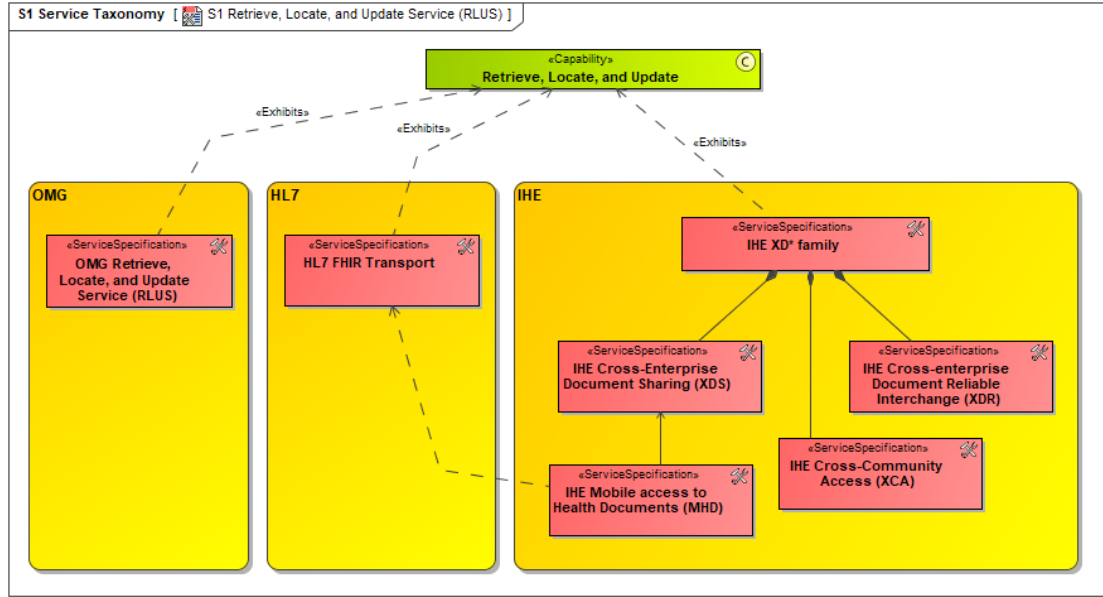 S1 Service Taxonomy [ S1 Retrieve, Locate, and Update Service (RLUS) ]
«Capability»
C
Retrieve, Locate, and Update
«Exhibits»
«Exhibits»
«Exhibits»
OMG
HL7
IHE
«ServiceSpecification»
OMG Retrieve,
Locate, and Update
Service (RLUS)
«ServiceSpecification»
HL7 FHIR Transport
«ServiceSpecification»
IHE XD* family
«ServiceSpecification»
IHE Cross-Enterprise
Document Sharing (XDS)
«ServiceSpecification»
IHE Cross-enterprise
Document Reliable
Interchange (XDR)
«ServiceSpecification»
IHE Cross-Community
Access (XCA)
«ServiceSpecification»
IHE Mobile access to
Health Documents (MHD)